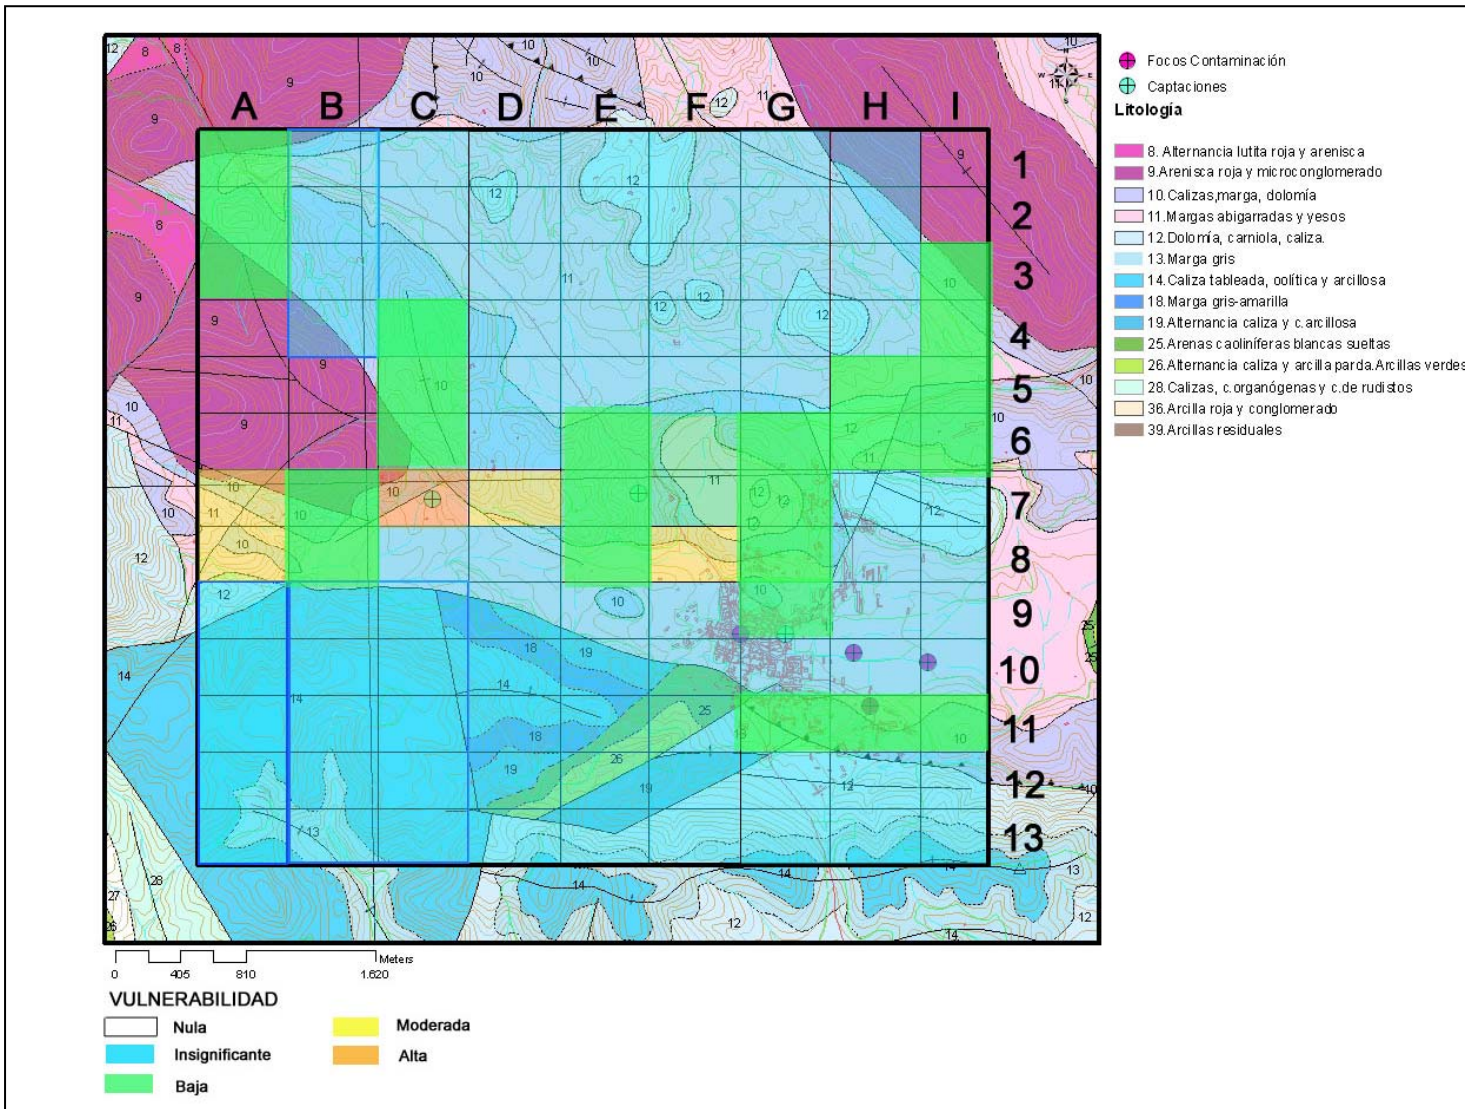 Focos Contaminación
Captaciones
Litología
8. Alternancia lutita roja y arenisca
9.Arenisca roja y microconglomerado
10.Calizas,marga, dolomía
11.Margas abigarradas y yesos
12.Dolomía, carniola, caliza.
13.Marga gris
14.Caliza tableada, oolítica y arcillosa
18.Marga gris-amarilla
19.Alternancia caliza y c.arcillosa
25.Arenas caoliníferas blancas sueltas
26.Alternancia caliza y arcilla parda.Arcillas verdes
28.Calizas, c.organógenas y c.de rudistos
36.Arcilla roja y conglomerado
39.Arcillas residuales
N
W E
S
A B C D E F G H I
1
2
3
4
5
6
7
8
9
10
11
12
13
Meters
0 405 810 1.620
VULNERABILIDAD
Nula
Insignificante
Baja
Moderada
Alta